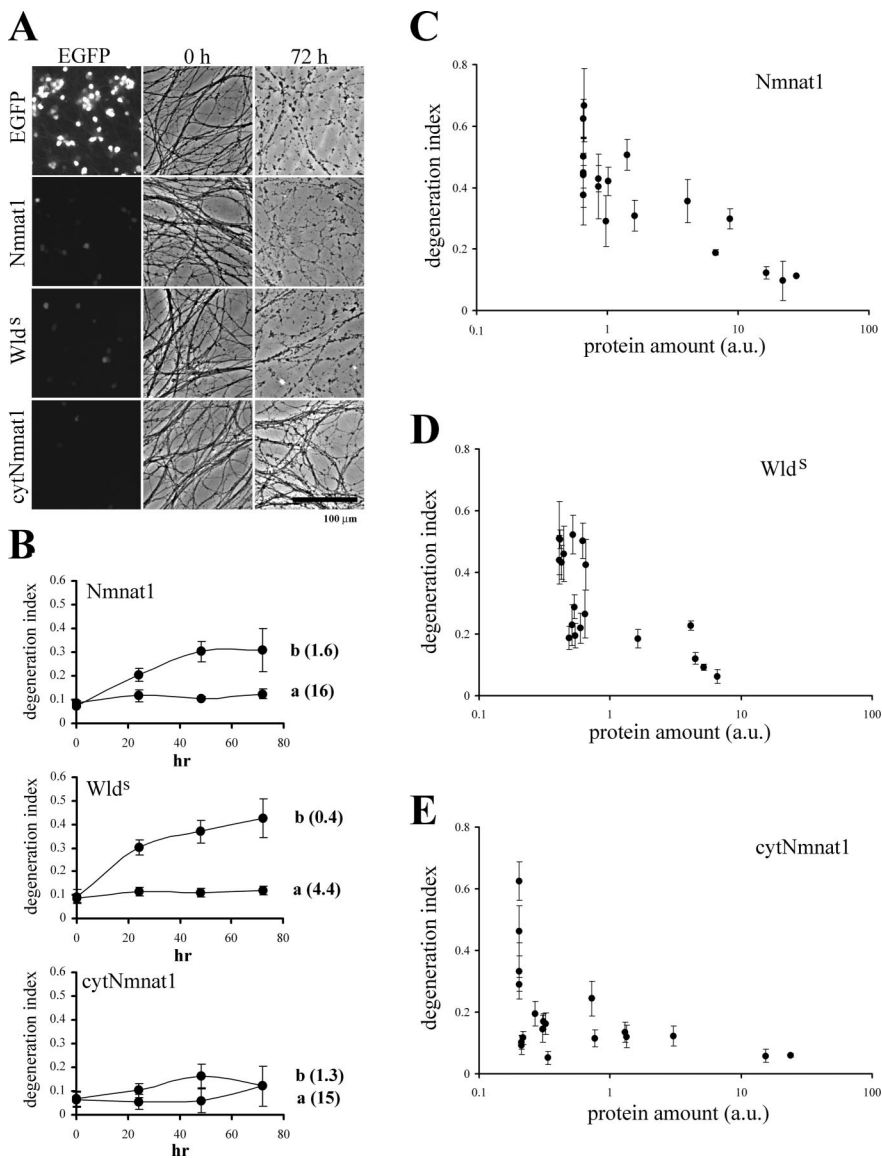 A
EGFP
0 h
72 h
EGFP
Nmnat1
Wldˢ
cytNmnat1
100 µm
B
Nmnat1
degeneration index
0.6
0.5
0.4
0.3
0.2
0.1
0
b (1.6)
a (16)
0 20 40 60 80
hr
Wldˢ
degeneration index
0.6
0.5
0.4
0.3
0.2
0.1
0
b (0.4)
a (4.4)
0 20 40 60 80
hr
cytNmnat1
degeneration index
0.6
0.5
0.4
0.3
0.2
0.1
0
b (1.3)
a (15)
0 20 40 60 80
hr
C
Nmnat1
degeneration index
0.8
0.6
0.4
0.2
0
0.1 1 10 100
protein amount (a.u.)
D
Wldˢ
degeneration index
0.8
0.6
0.4
0.2
0
0.1 1 10 100
protein amount (a.u.)
E
cytNmnat1
degeneration index
0.8
0.6
0.4
0.2
0
0.1 1 10 100
protein amount (a.u.)